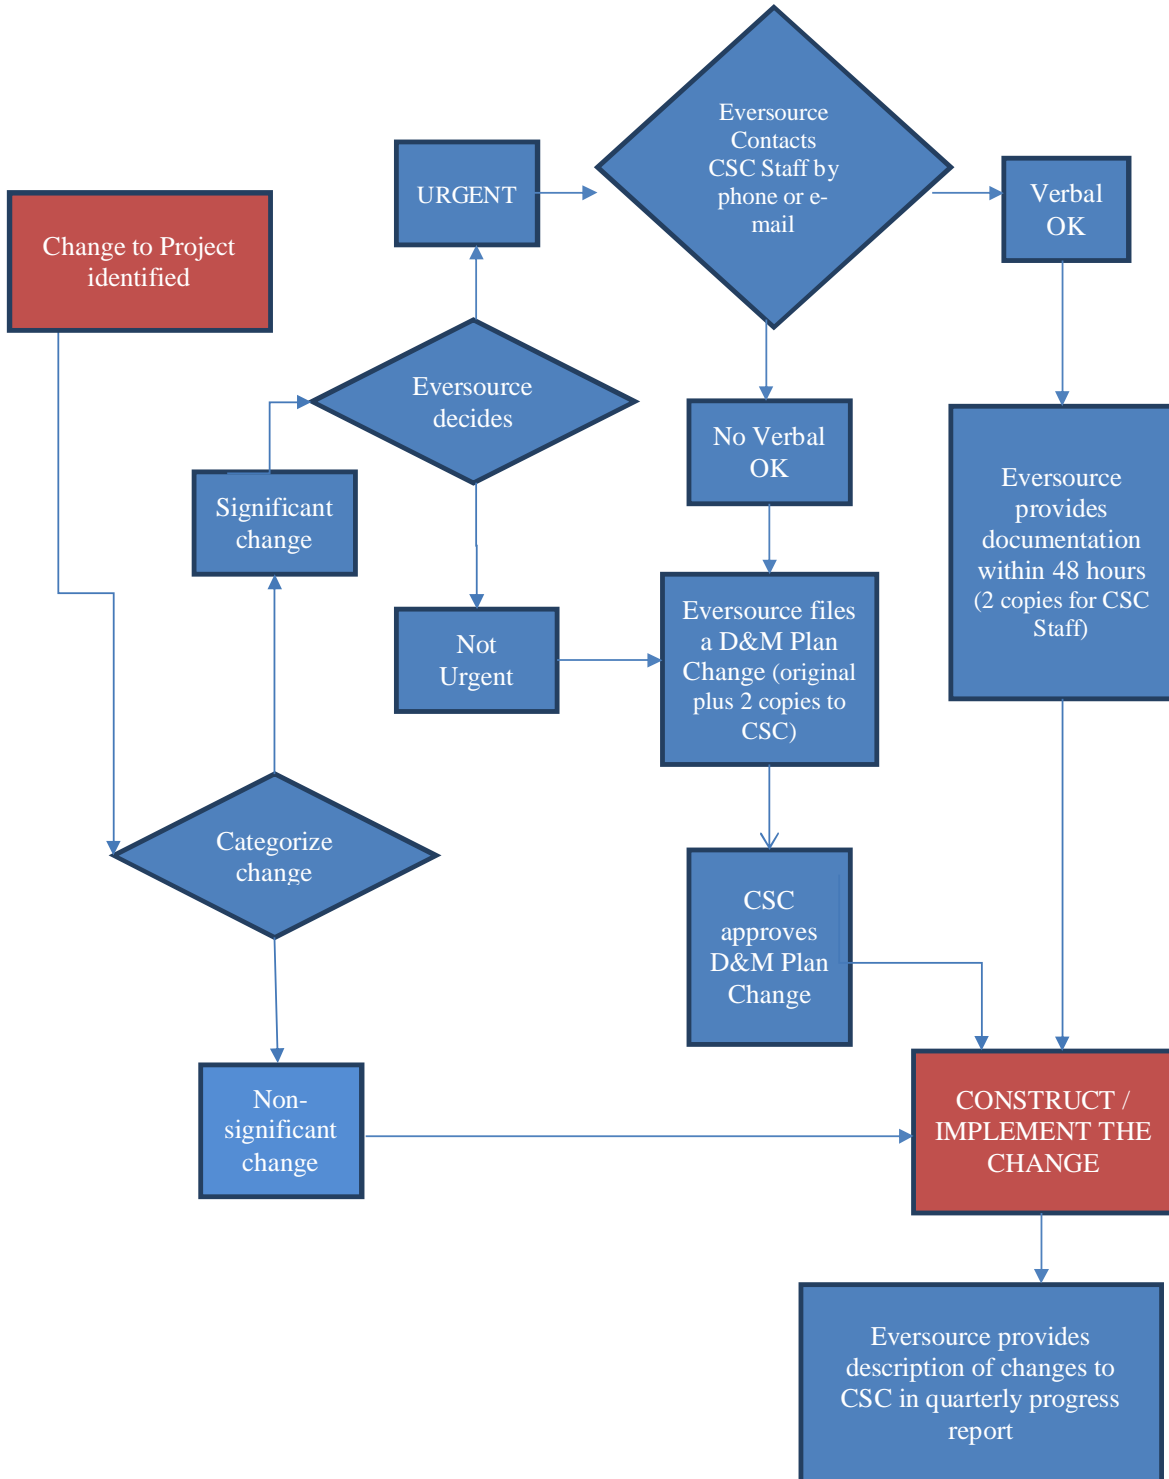 Eversource
Contacts
CSC Staff by
phone or e-
mail
URGENT
Verbal
OK
Change to Project
identified
Eversource
decides
No Verbal
OK
Significant
change
Eversource
provides
documentation
within 48 hours
(2 copies for CSC
Staff)
Not
Urgent
Eversource files
a D&M Plan
Change (original
plus 2 copies to
CSC)
Categorize
change
CSC
approves
D&M Plan
Change
Non-
significant
change
CONSTRUCT /
IMPLEMENT THE
CHANGE
Eversource provides
description of changes to
CSC in quarterly progress
report